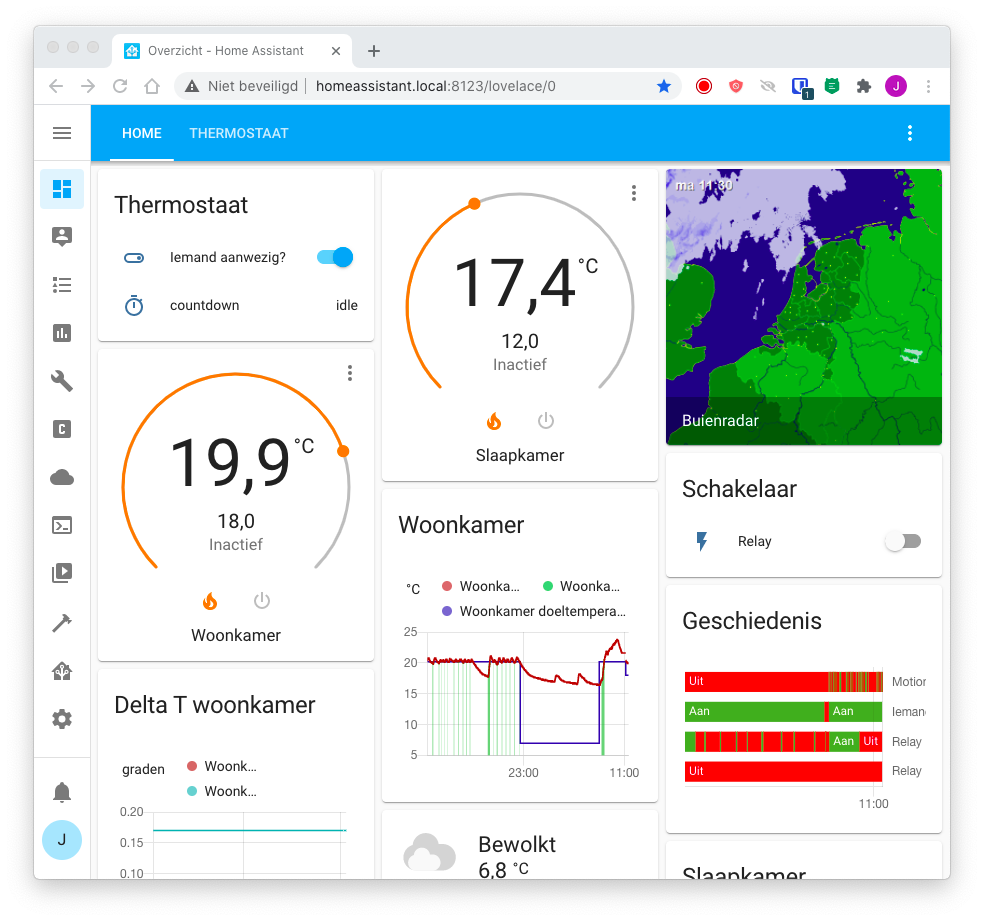 Overzicht - Home Assistant
Niet beveiligd
homeassistant.local:8123/lovelace/0
1
J
HOME
THERMOSTAAT
Thermostaat
Iemand aanwezig?
countdown
idle
19,9 °C
18,0
Inactief
Woonkamer
Delta T woonkamer
graden
Woonk...
Woonk...
0.20
0.15
0.10
17,4 °C
12,0
Inactief
Slaapkamer
Woonkamer
°C
Woonka...
Woonka...
Woonkamer doeltempera...
25
20
15
10
5
23:00
11:00
Bewolkt
6,8 °C
ma 11:30
Buienradar
Schakelaar
Relay
Geschiedenis
Uit
Motion
Aan
Aan
Ieman
Aan
Uit
Relay
Uit
Relay
11:00
Slaapkamer
C
J